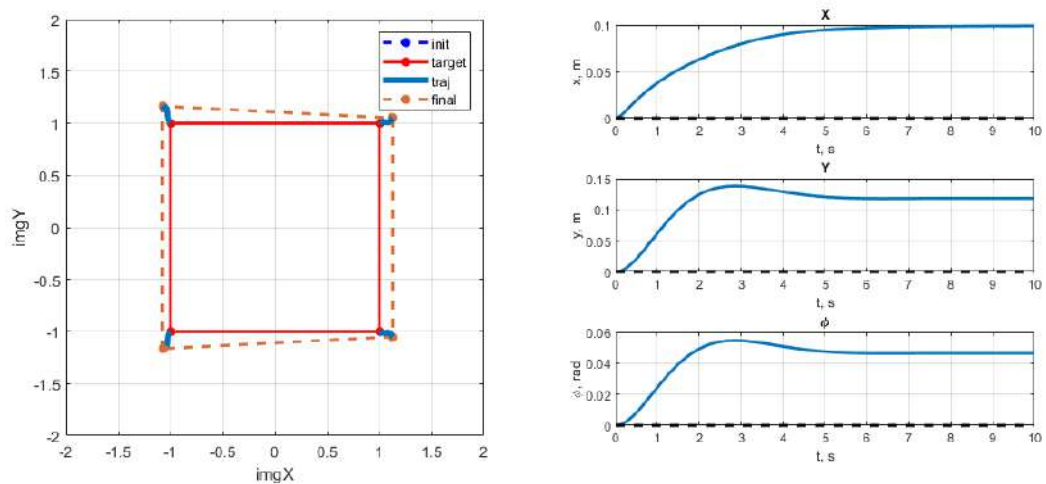 2
1.5
1
0.5
0
-0.5
-1
-1.5
-2
imgY
-2 -1.5 -1 -0.5 0 0.5 1 1.5 2
imgX
init
target
traj
final
X
0.1
0.05
0
x, m
0 1 2 3 4 5 6 7 8 9 10
t, s
Y
0.15
0.1
0.05
0
y, m
0 1 2 3 4 5 6 7 8 9 10
t, s
ϕ
0.06
0.04
0.02
0
ϕ, rad
0 1 2 3 4 5 6 7 8 9 10
t, s